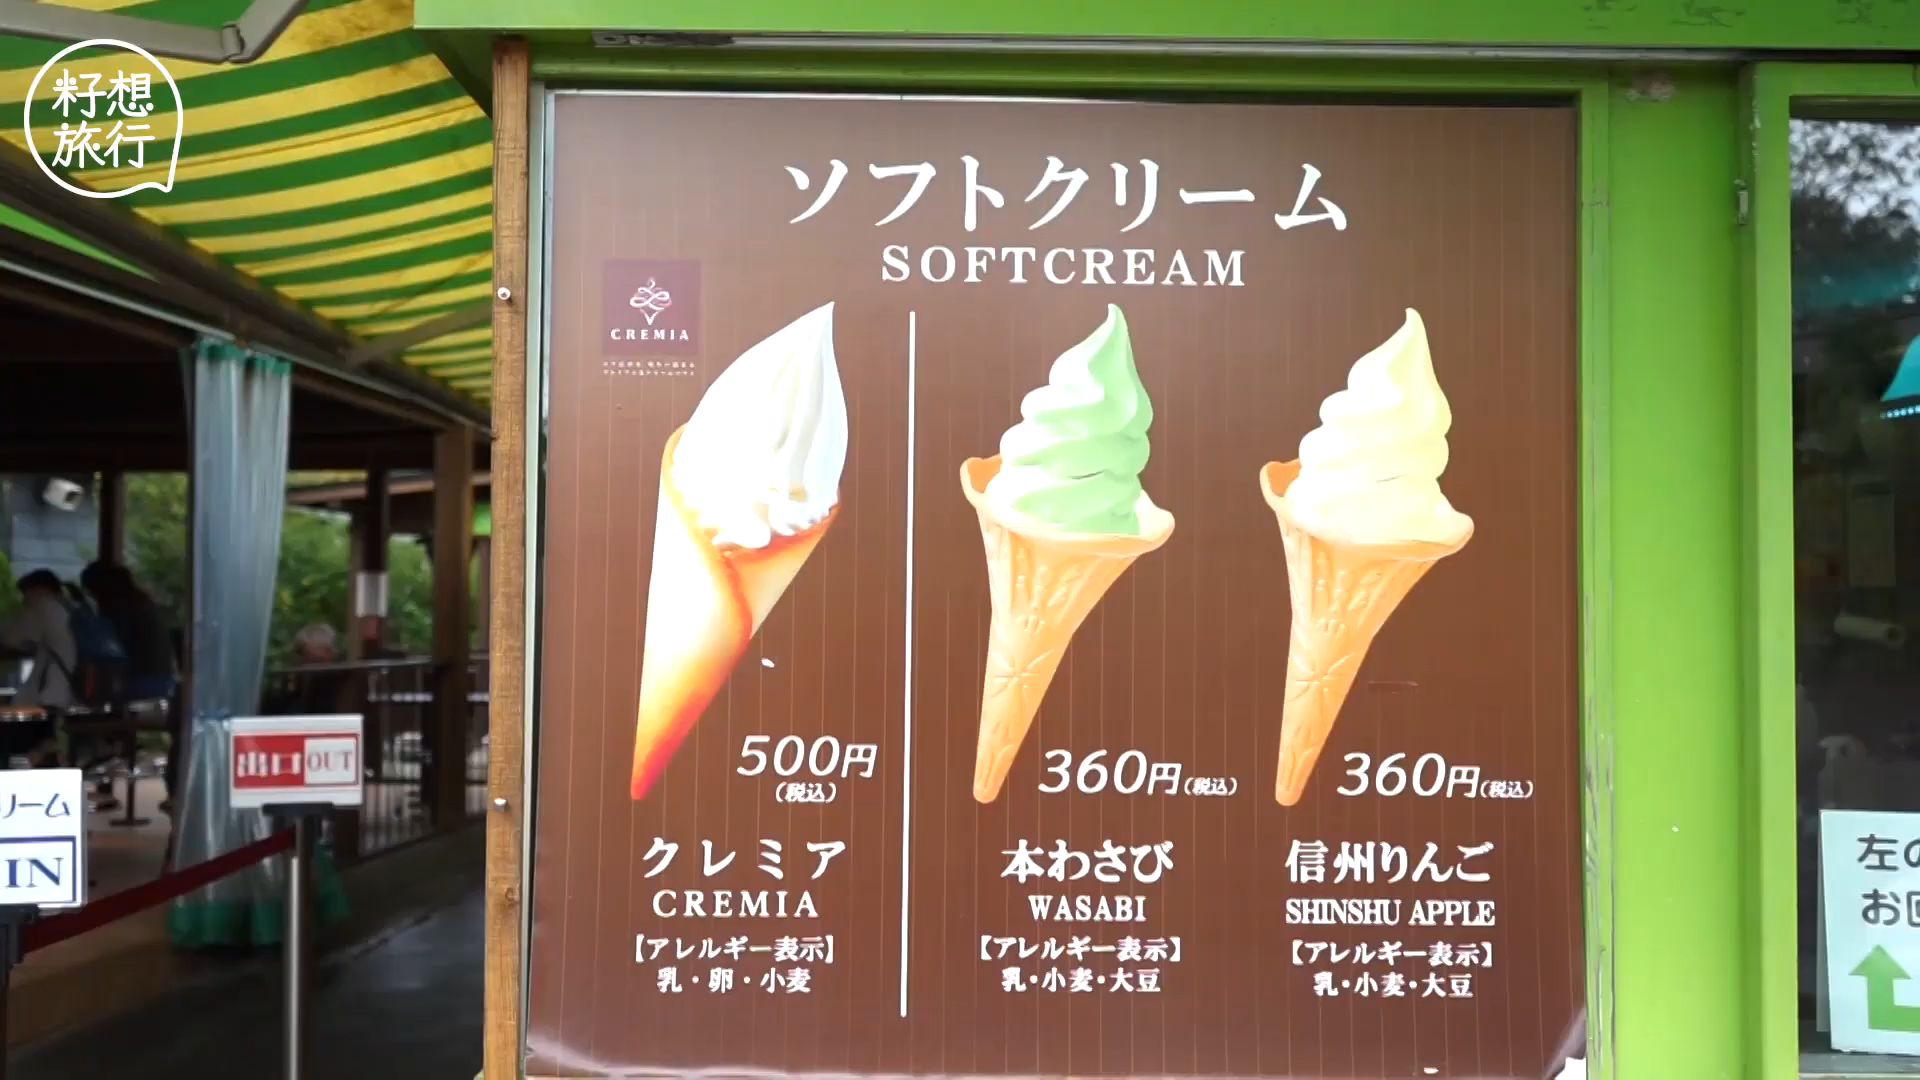 籽想
旅行
ソフトクリーム
SOFTCREAM
CREMIA
500円
(税込)
クレミア
CREMIA
【アレルギー表示】
乳・卵・小麦
360円(税込)
本わさび
WASABI
【アレルギー表示】
乳・小麦・大豆
360円(税込)
信州りんご
SHINSHU APPLE
【アレルギー表示】
乳・小麦・大豆
出口 OUT
リーム
IN
左の
お